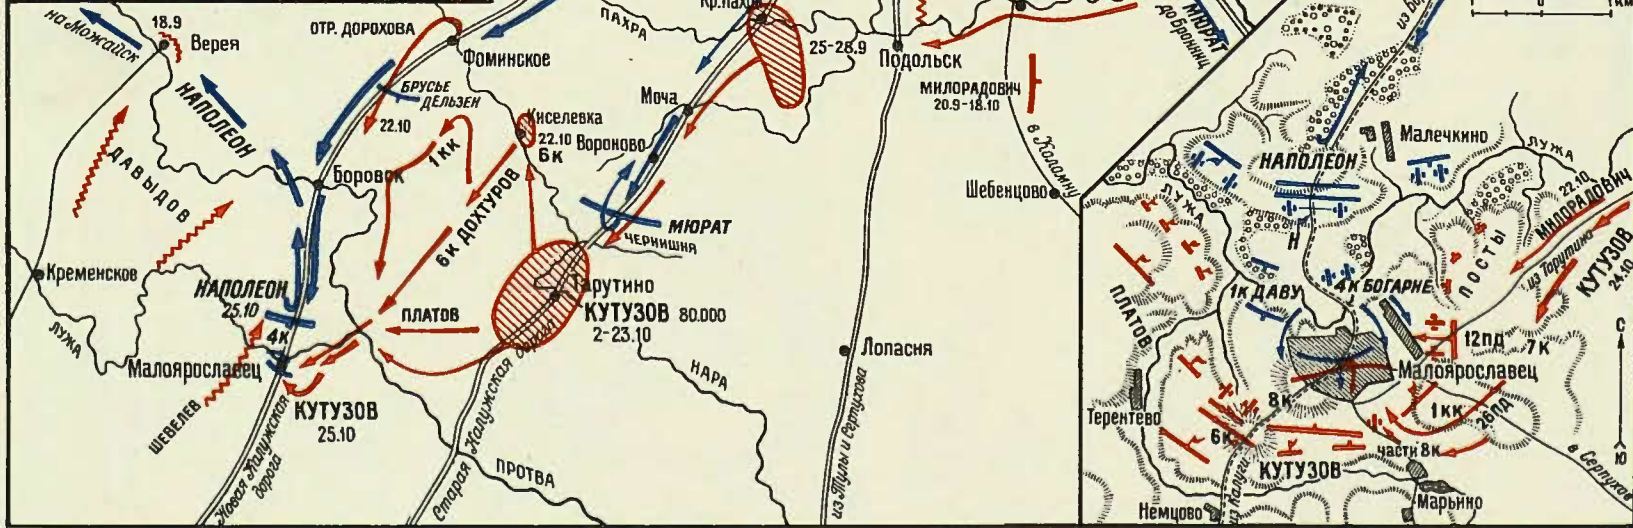 на Можайск
18.9
Верея
ОТР. ДОРОХОВА
Фоминское
НАПОЛЕОН
БРУСЬЕ
ДЕЛЬЗЕН
22.10
ДАВЫДОВ
Боровск
1 КК
Киселевка
22.10
6К
6К ДОХТУРОВ
Кременское
ЛУЖА
НАПОЛЕОН
25.10
4К
Малоярославец
ШЕВЕЛЕВ
КУТУЗОВ
25.10
Новая Калужская
дорога
ПЛАТОВ
Тарутино
КУТУЗОВ 80.000
2-23.10
Старая Калужская дорога
ПРОТВА
НАРА
ПАХРА
Кр.Пахра
25-28.9
Моча
Вороново
МЮРАТ
ЧЕРНИШНЯ
Подольск
МИЛОРАДОВИЧ
20.9-18.10
в Коломну
Шебенцово
Лопасня
из Тулы и Серпухова
МЮРАТ
до Бронниц
Малечкино
НАПОЛЕОН
ЛУЖА
ЛУЖА
Н
22.10
МИЛОРАДОВИЧ
из Тарутина
КУТУЗОВ
24.10
ПОСТЫ
ПЛАТОВ
1К ДАВУ
4К БОГАРНЕ
12ПД
7К
Малоярославец
8К
1КК
26ПД
части 8К
6К
КУТУЗОВ
Терентево
Немцово
из Калуги
Марьино
в Серпухов
С
Ю
0